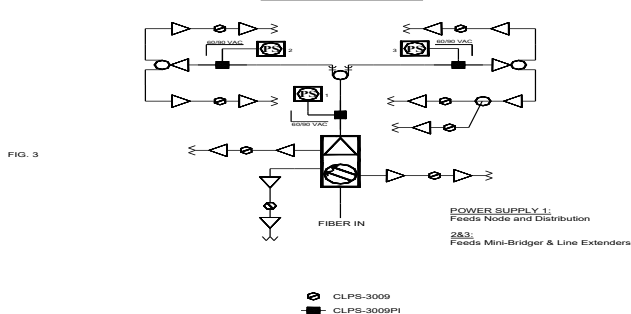 60/90 VAC
PS
2
3
PS
60/90 VAC
PS
1
60/90 VAC
FIG. 3
FIBER IN
POWER SUPPLY 1:
Feeds Node and Distribution
2&3:
Feeds Mini-Bridger & Line Extenders
CLPS-3009
CLPS-3009PI